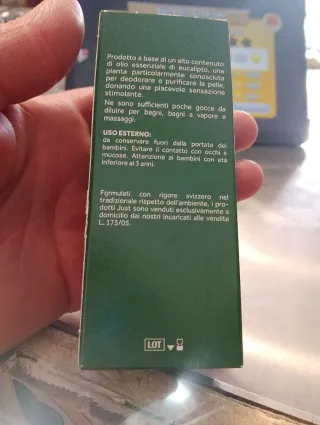 Prodotto a base di un alto contenuto
di olio essenziale di eucalipto, una
pianta particolarmente conosciuta
per deodorare e purificare la pelle,
donando una piacevole sensazione
stimolante.
Ne sono sufficienti poche gocce da
diluire per bagni, bagni a vapore e
massaggi.
USO ESTERNO:
da conservare fuori dalla portata dei
bambini. Evitare il contatto con occhi e
mucose. Attenzione ai bambini con età
inferiore ai 3 anni.
Formulati con rigore svizzero nel
tradizionale rispetto dell'ambiente, i pro-
dotti Just sono venduti esclusivamente a
domicilio dai nostri incaricati alle vendite
L. 173/05.
LOT